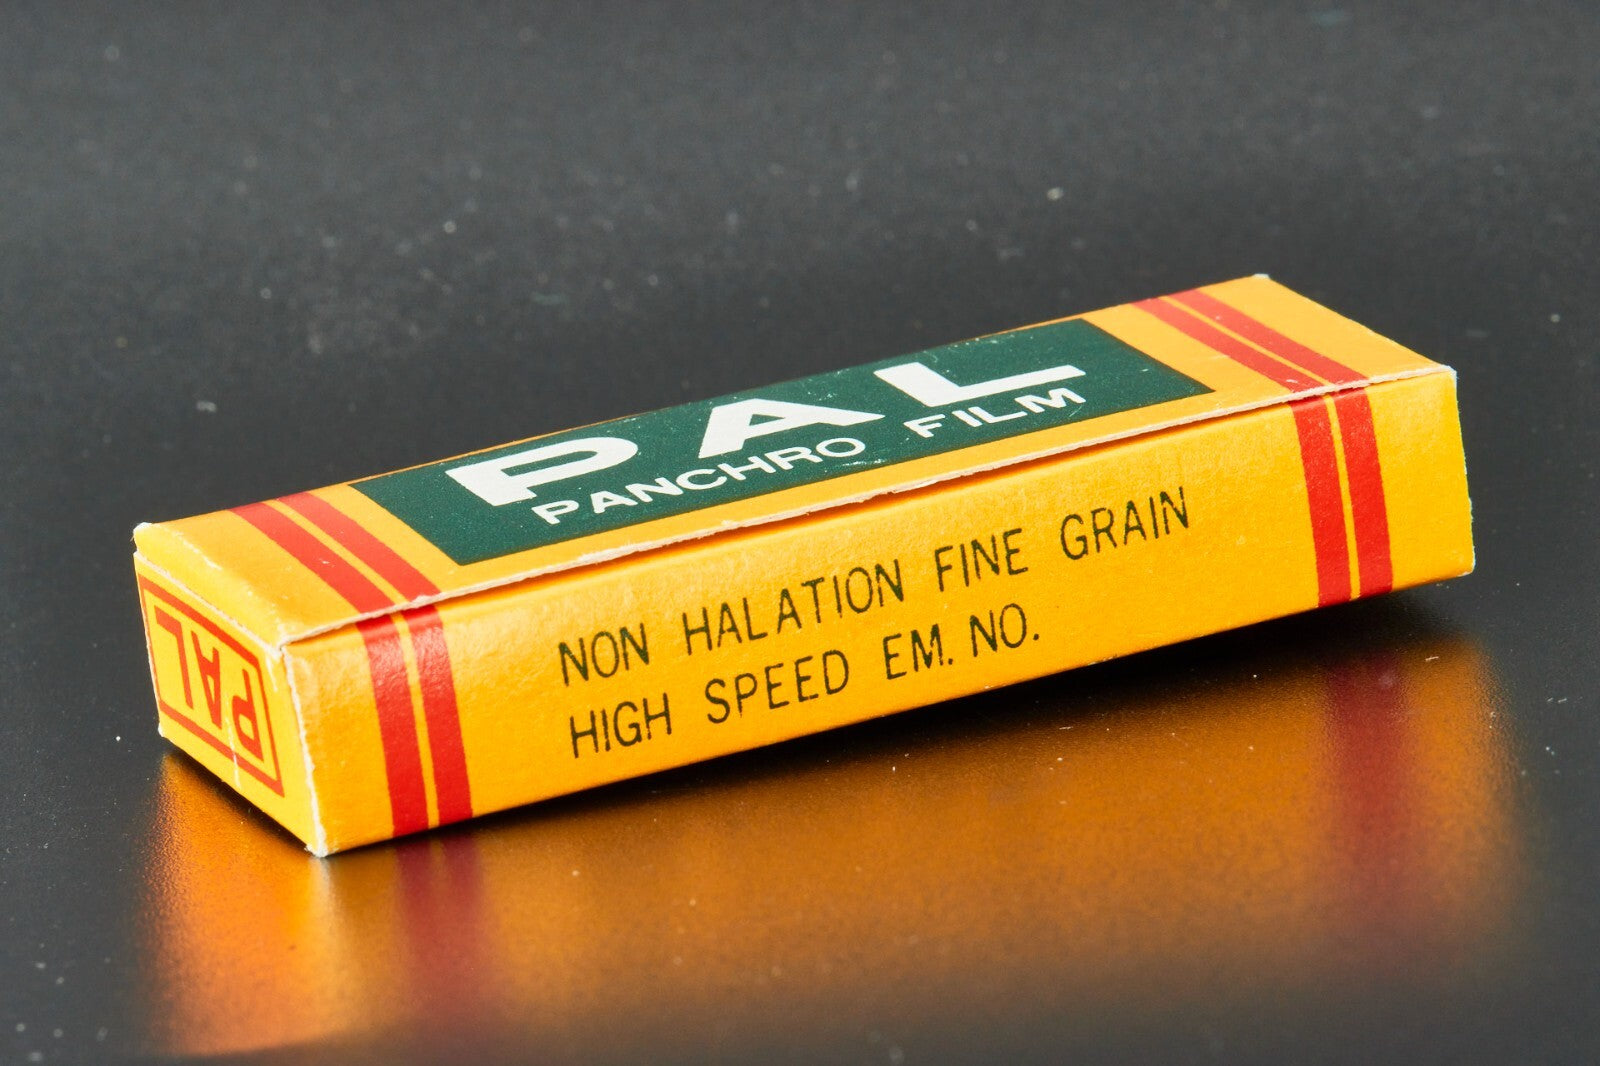 PAL
PANCHRO FILM
NON HALATION FINE GRAIN
HIGH SPEED EM. NO.
PAL